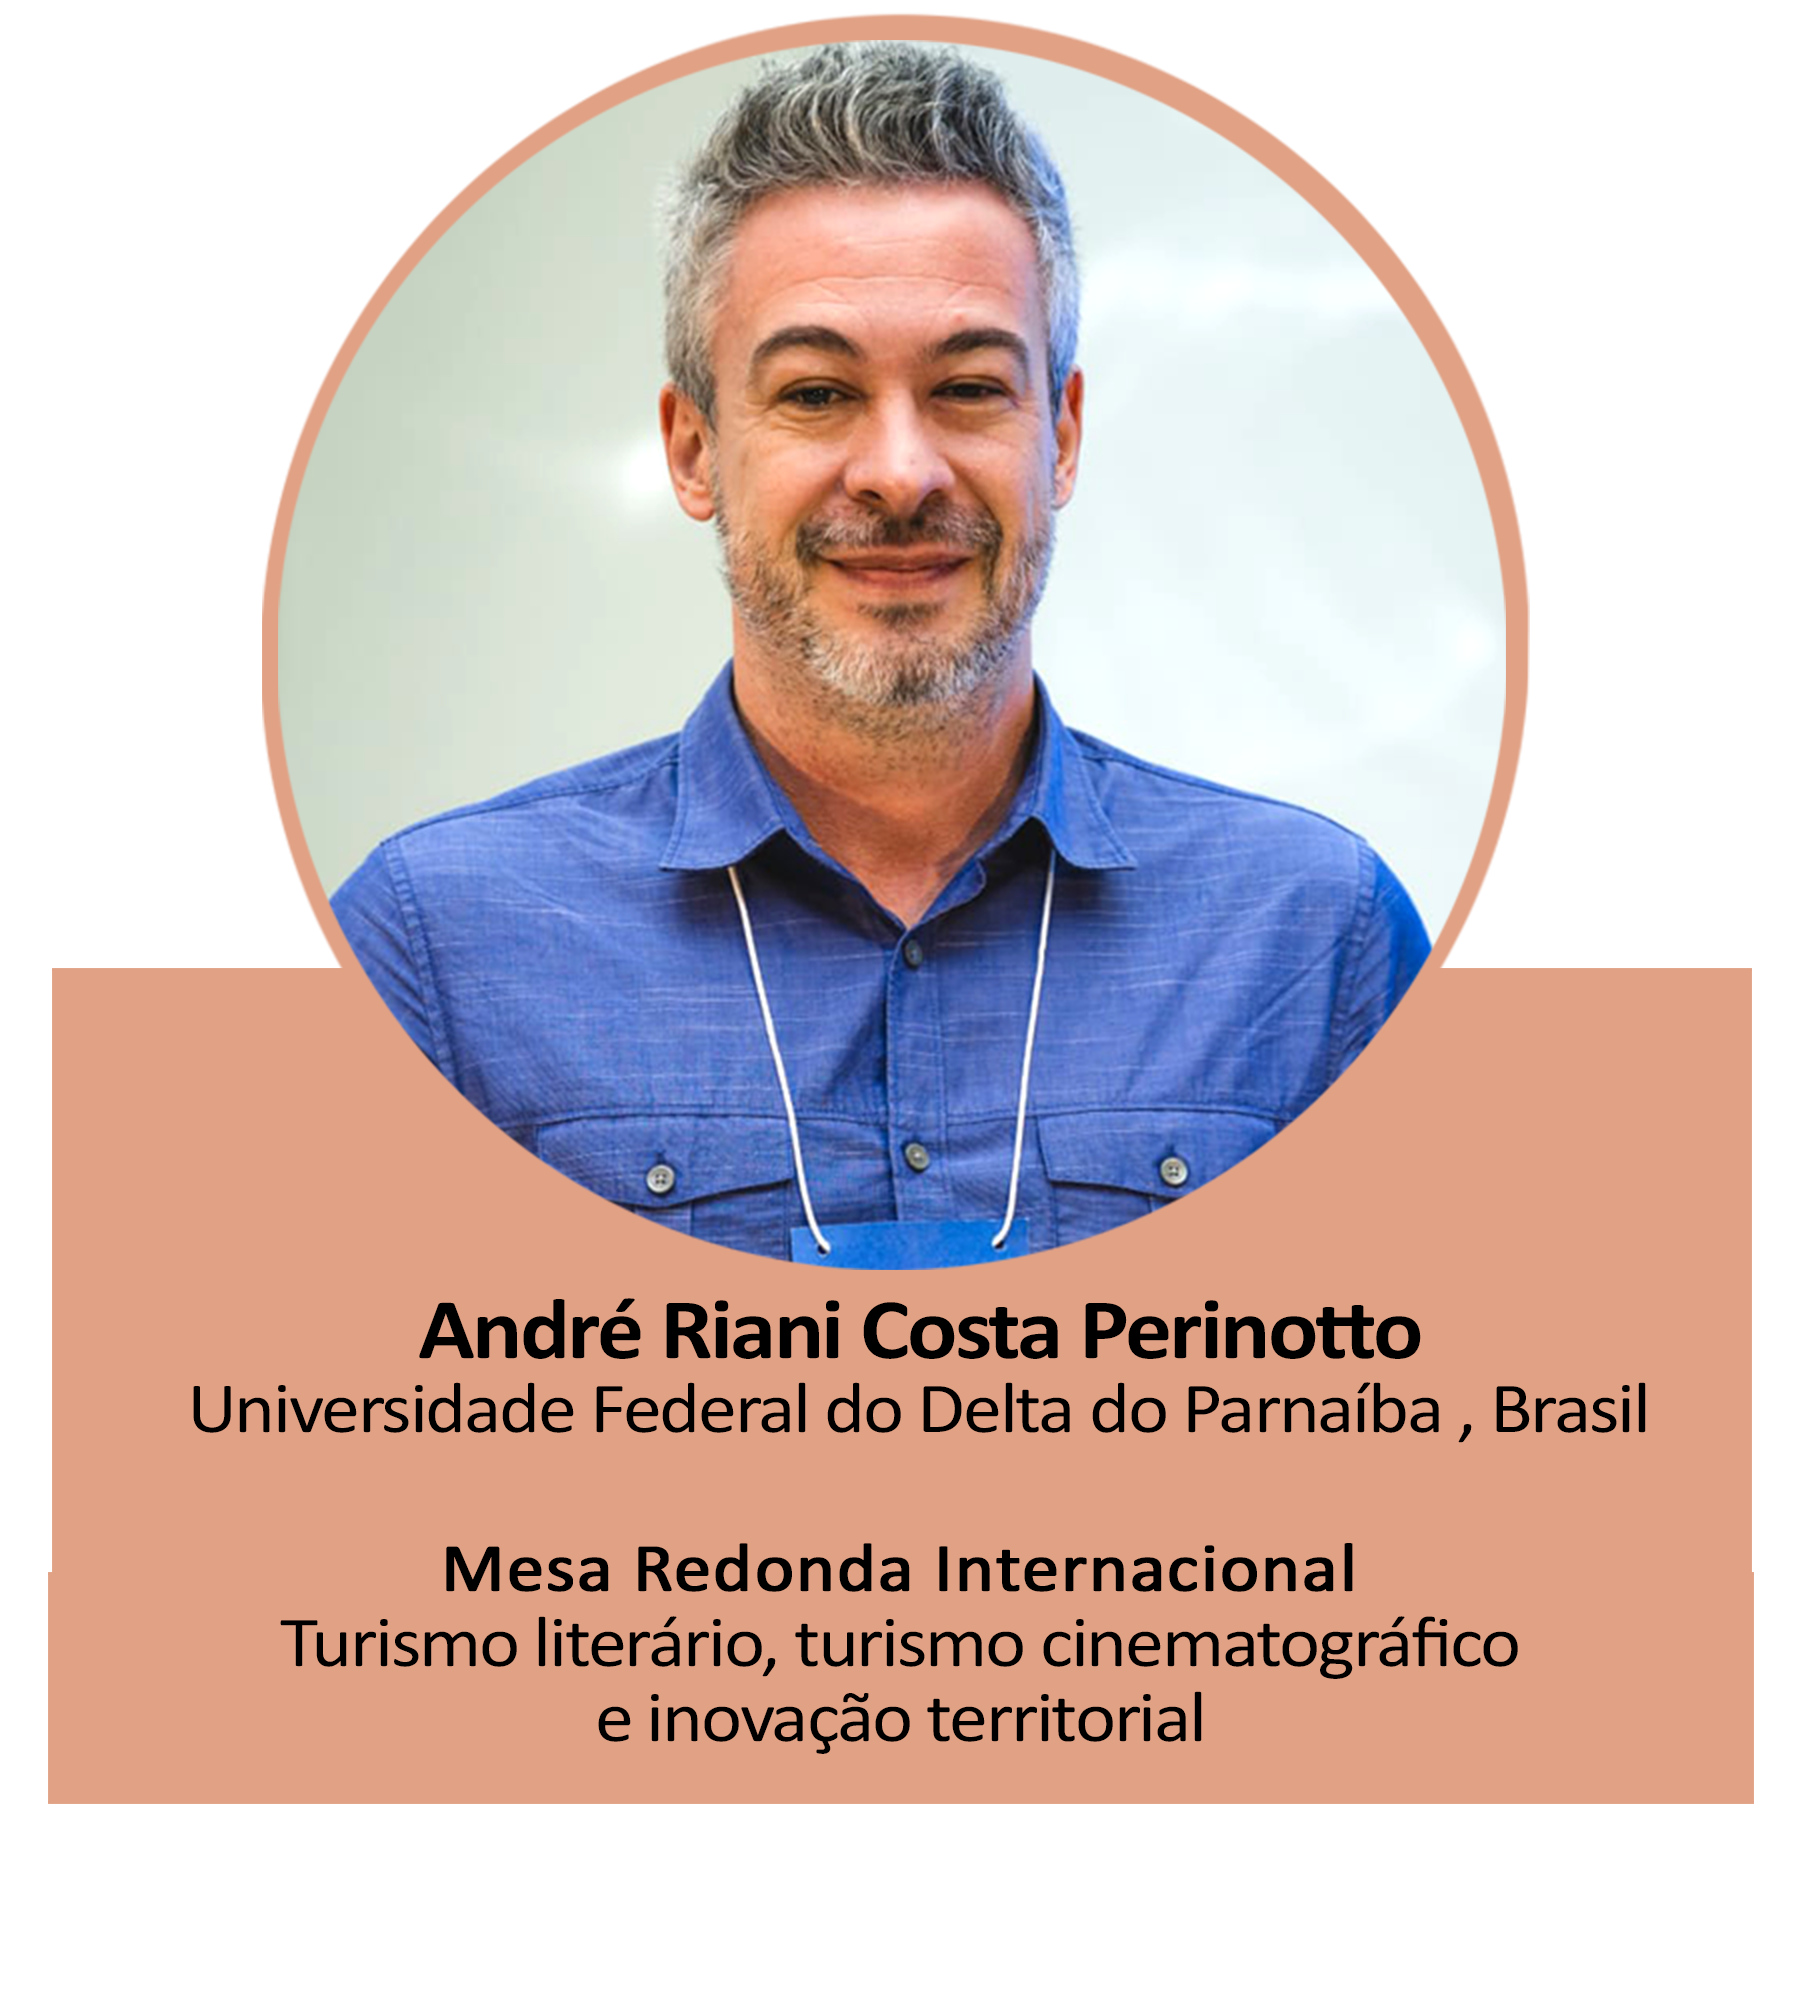 André Riani Costa Perinotto
Universidade Federal do Delta do Parnaíba , Brasil
Mesa Redonda Internacional
Turismo literário, turismo cinematográfico
e inovação territorial